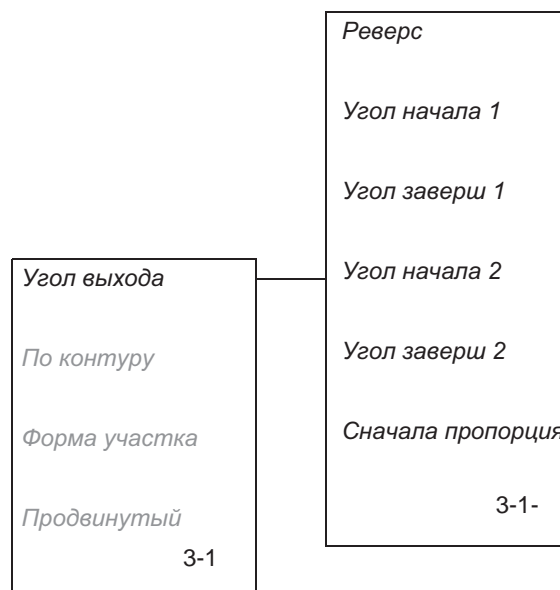 Реверс
Угол начала 1
Угол заверш 1
Угол начала 2
Угол заверш 2
Сначала пропорция
3-1-
Угол выхода
По контуру
Форма участка
Продвинутый
3-1